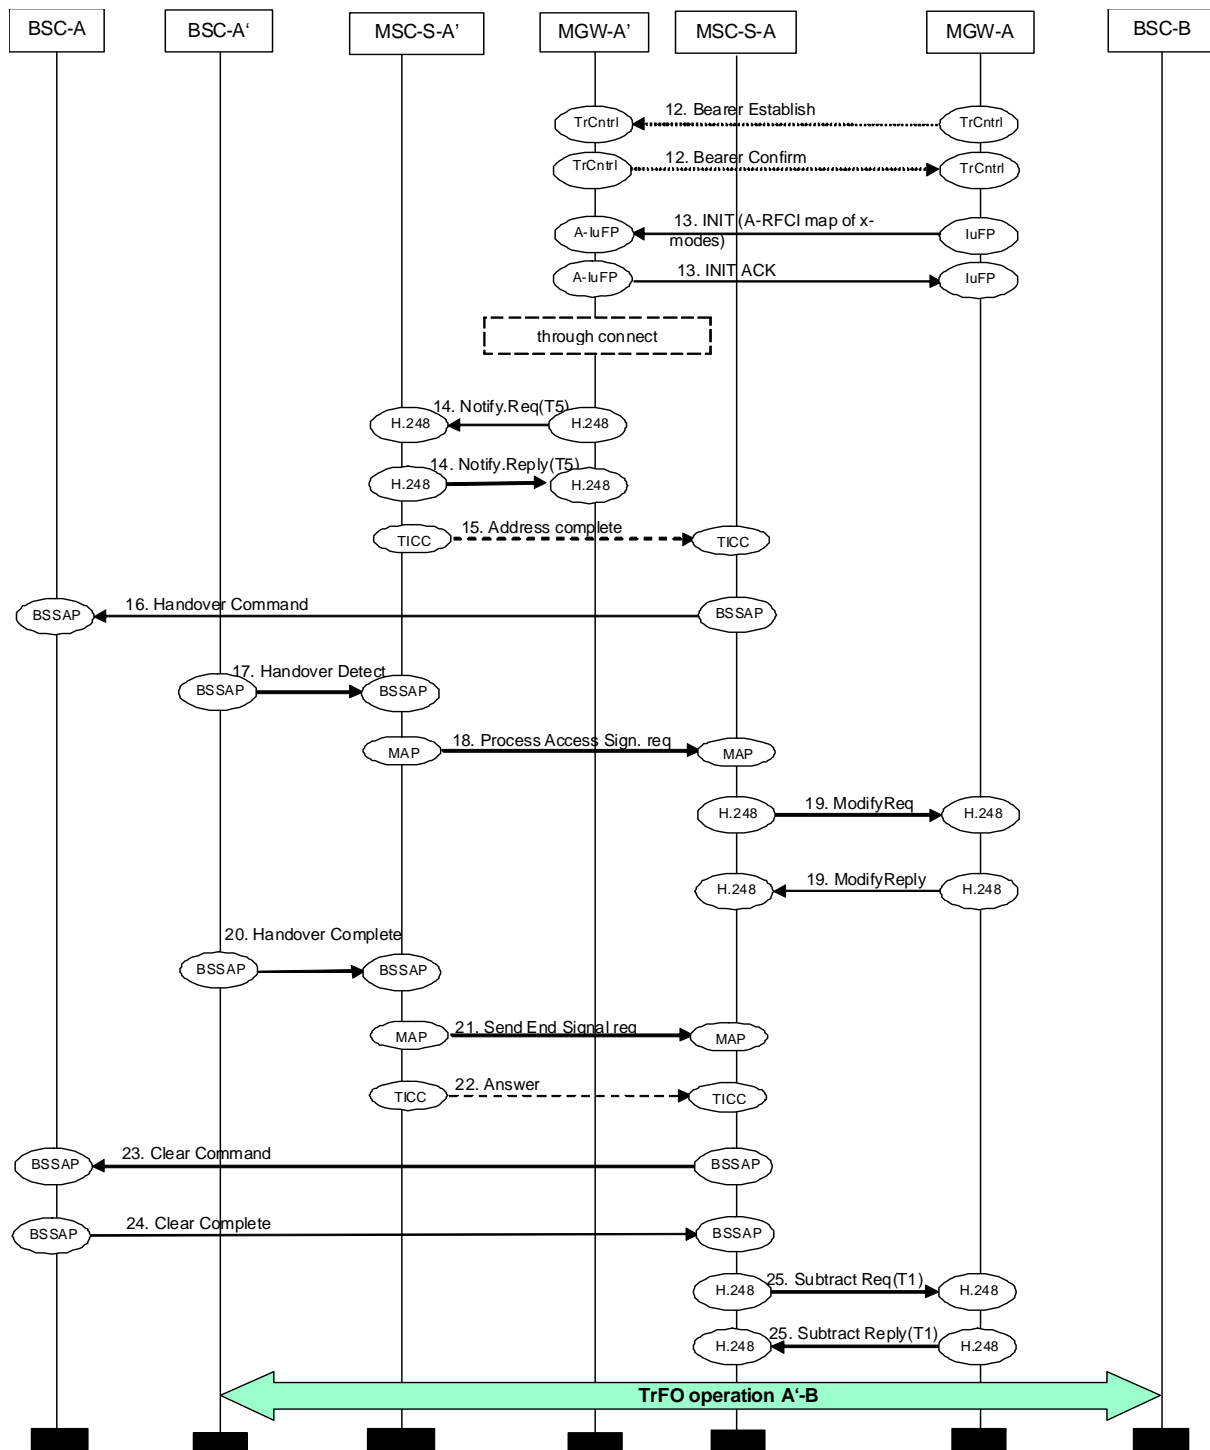 BSC-A
BSC-A‘
MSC-S-A’
MGW-A’
MSC-S-A
MGW-A
BSC-B
12. Bearer Establish
TrCntrl
TrCntrl
12. Bearer Confirm
TrCntrl
TrCntrl
13. INIT (A-RFCI map of x-
modes)
A-IuFP
IuFP
13. INIT ACK
A-IuFP
IuFP
through connect
14. Notify.Req(T5)
H.248
H.248
14. Notify.Reply(T5)
H.248
H.248
15. Address complete
TICC
TICC
16. Handover Command
BSSAP
BSSAP
17. Handover Detect
BSSAP
BSSAP
18. Process Access Sign. req
MAP
MAP
19. ModifyReq
H.248
H.248
19. ModifyReply
H.248
H.248
20. Handover Complete
BSSAP
BSSAP
21. Send End Signal req
MAP
MAP
22. Answer
TICC
TICC
23. Clear Command
BSSAP
BSSAP
24. Clear Complete
BSSAP
BSSAP
25. Subtract Req(T1)
H.248
H.248
25. Subtract Reply(T1)
H.248
H.248
TrFO operation A‘-B